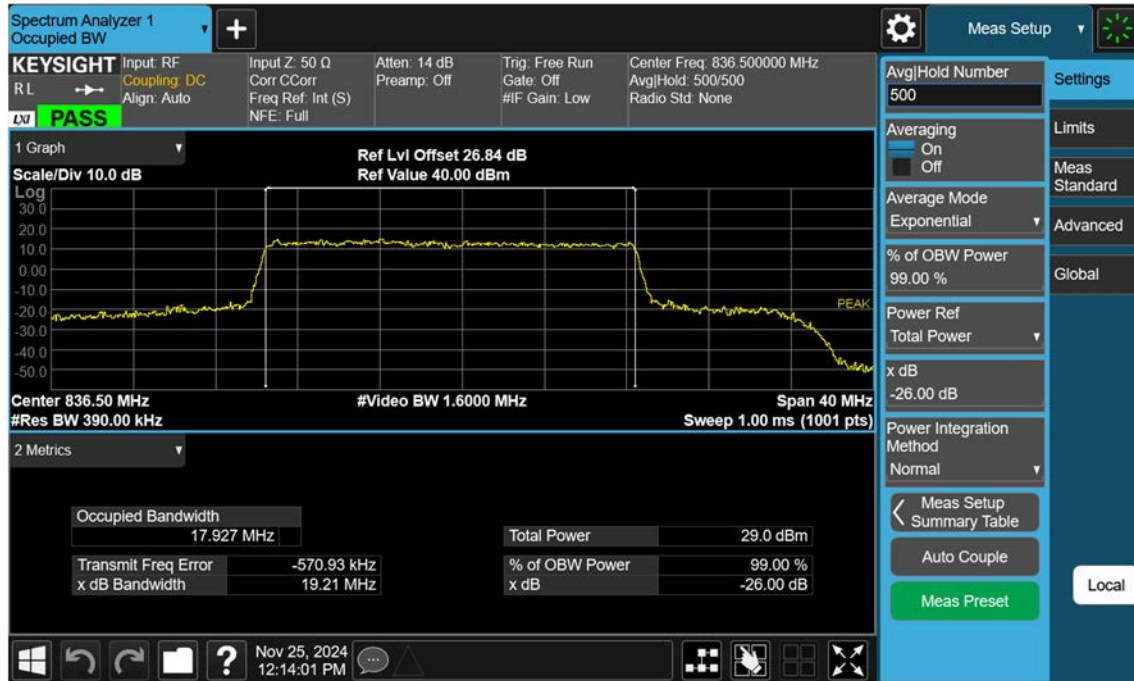 Spectrum Analyzer 1
Occupied BW
+
Meas Setup
KEYSIGHT
RL
LXI PASS
Input: RF
Coupling: DC
Align: Auto
Input Z: 50 Ω
Corr CCorr
Freq Ref: Int (S)
NFE: Full
Atten: 14 dB
Preamp: Off
Trig: Free Run
Gate: Off
#IF Gain: Low
Center Freq: 836.500000 MHz
Avg|Hold: 500/500
Radio Std: None
1 Graph
Scale/Div 10.0 dB
Ref Lvl Offset 26.84 dB
Ref Value 40.00 dBm
Log
30.0
20.0
10.0
0.00
-10.0
-20.0
-30.0
-40.0
-50.0
PEAK
Center 836.50 MHz
#Video BW 1.6000 MHz
Span 40 MHz
#Res BW 390.00 kHz
Sweep 1.00 ms (1001 pts)
2 Metrics
Occupied Bandwidth
17.927 MHz
Transmit Freq Error -570.93 kHz
x dB Bandwidth 19.21 MHz
Total Power 29.0 dBm
% of OBW Power 99.00 %
x dB -26.00 dB
Avg|Hold Number
500
Averaging
On
Off
Average Mode
Exponential
% of OBW Power
99.00 %
Power Ref
Total Power
x dB
-26.00 dB
Power Integration
Method
Normal
Meas Setup
Summary Table
Auto Couple
Meas Preset
Settings
Limits
Meas
Standard
Advanced
Global
Local
?
Nov 25, 2024
12:14:01 PM